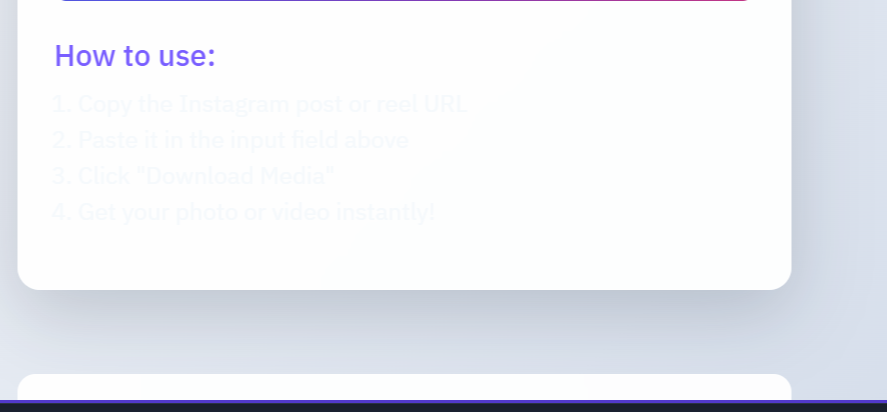 How to use:
1. Copy the Instagram post or reel URL
2. Paste it in the input field above
3. Click "Download Media"
4. Get your photo or video instantly!